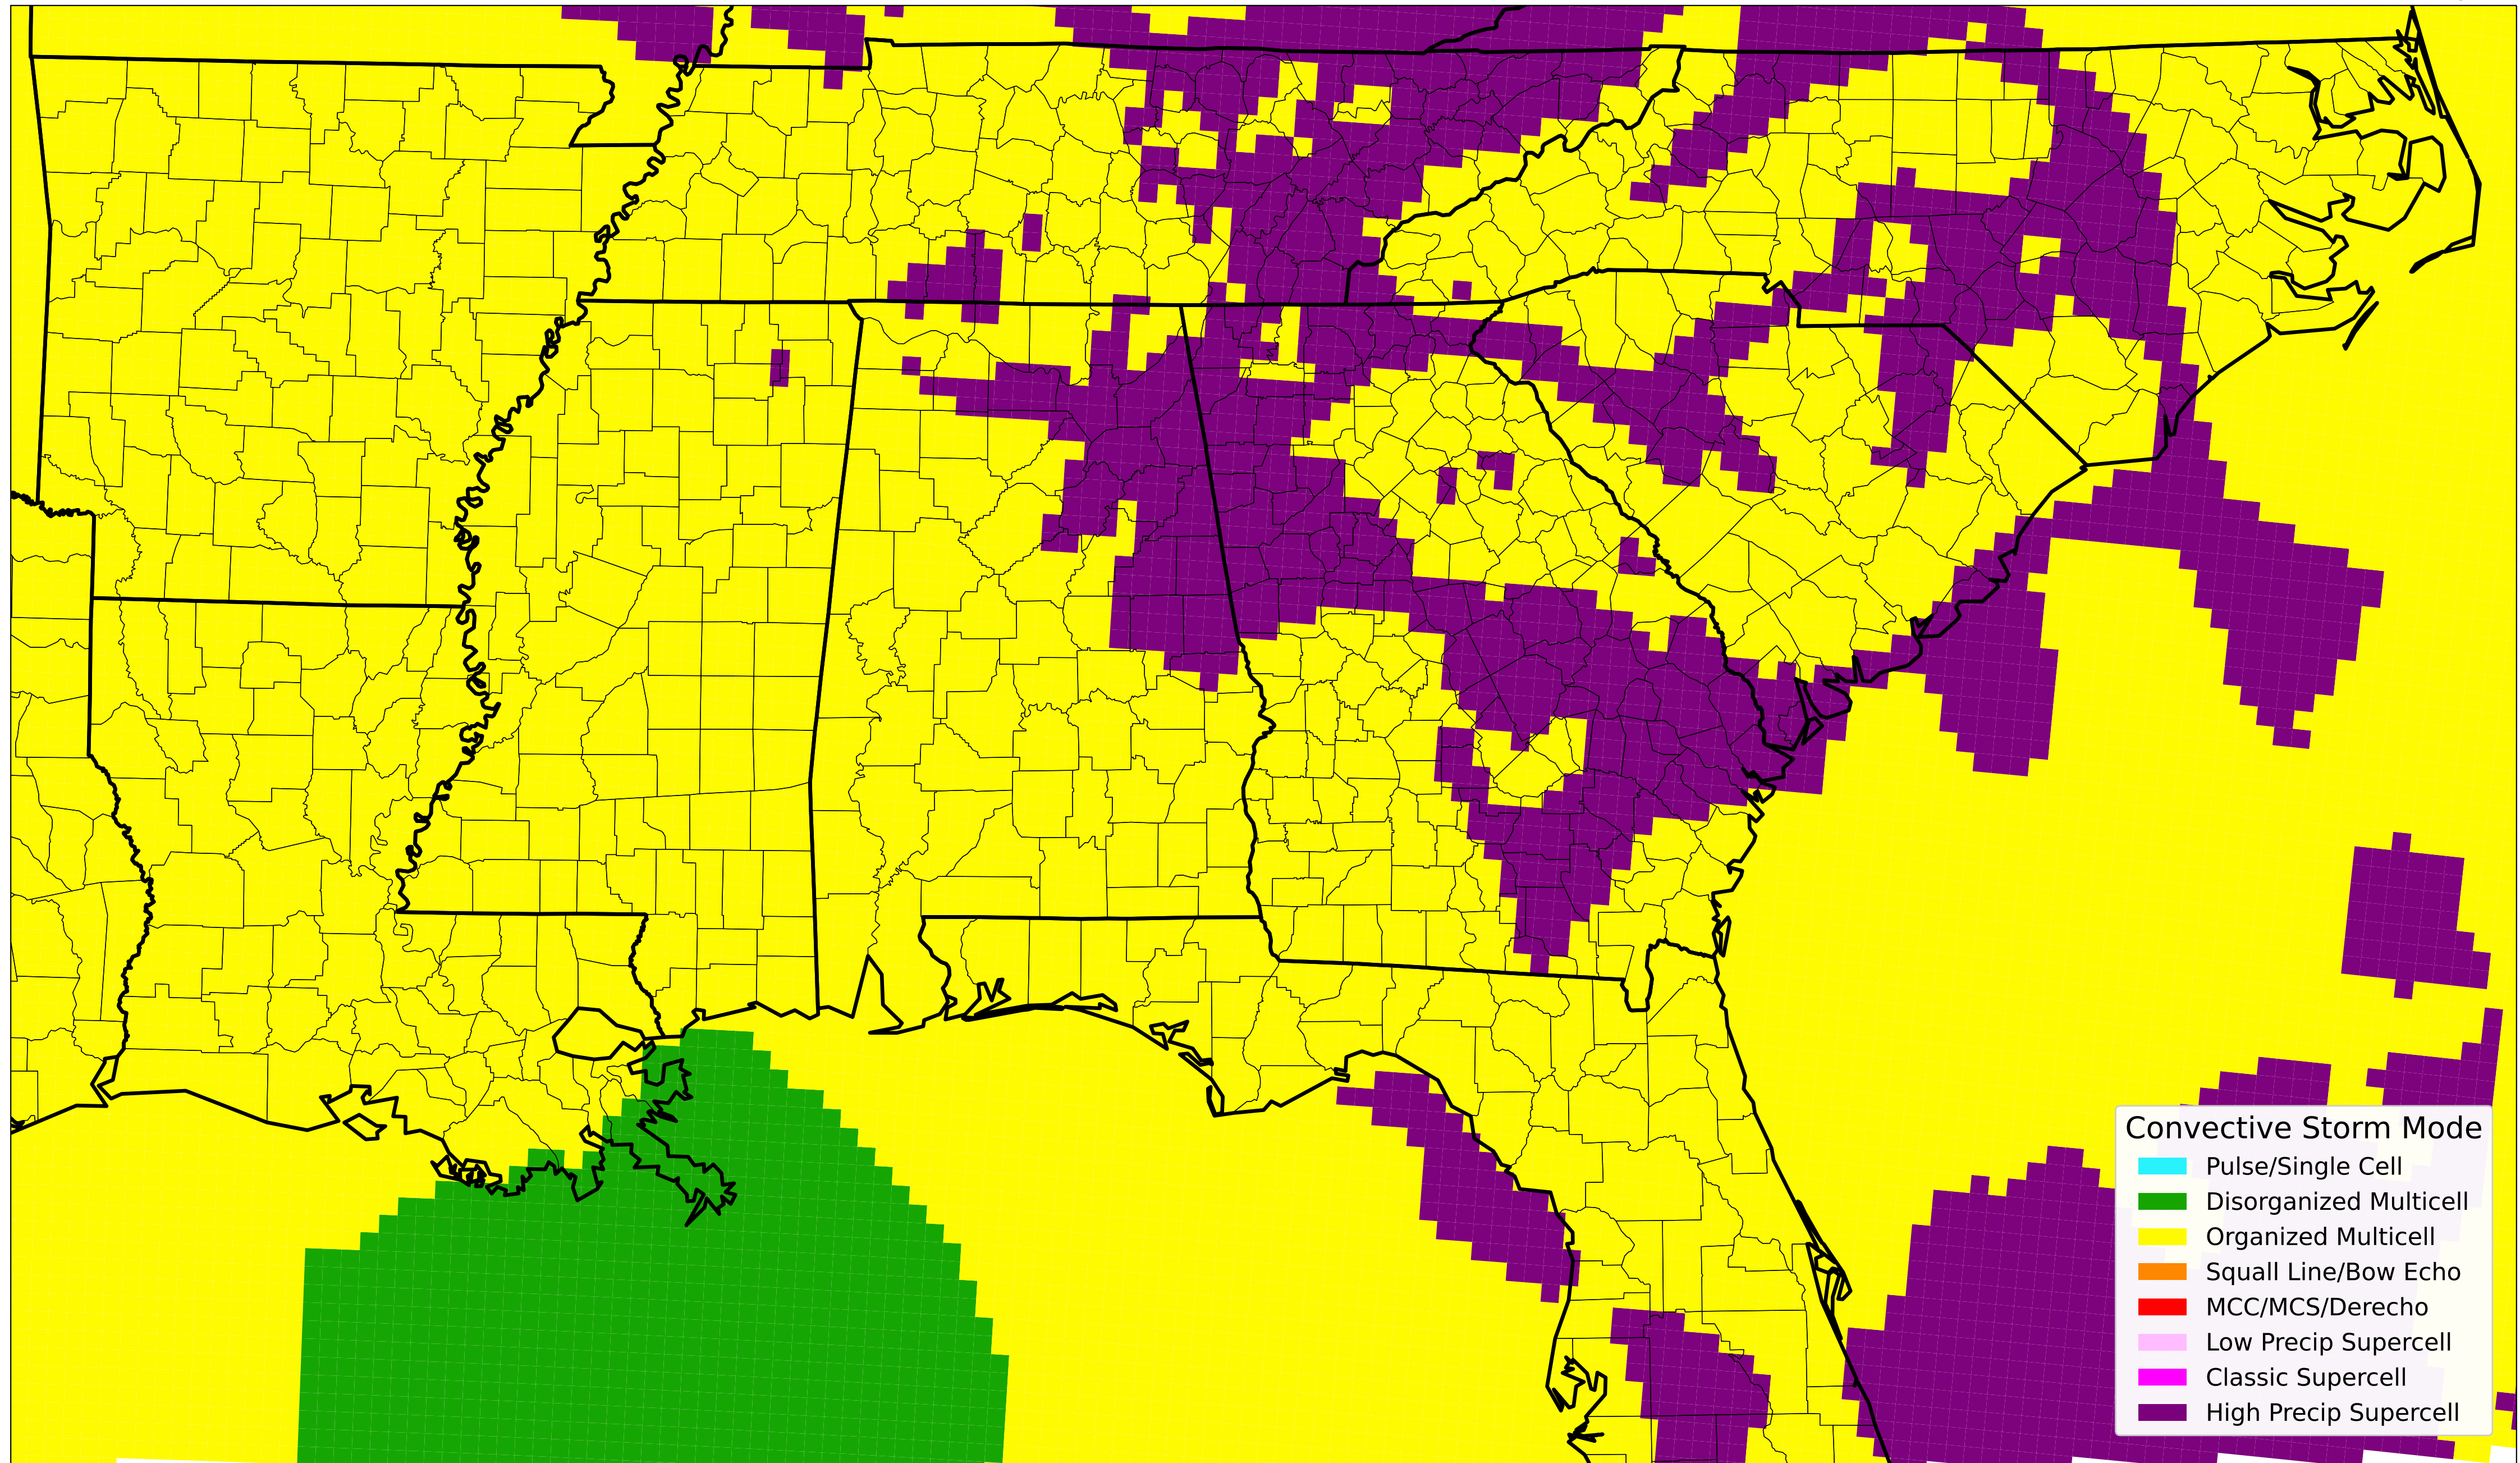 Convective Storm Mode
Pulse/Single Cell
Disorganized Multicell
Organized Multicell
Squall Line/Bow Echo
MCC/MCS/Derecho
Low Precip Supercell
Classic Supercell
High Precip Supercell